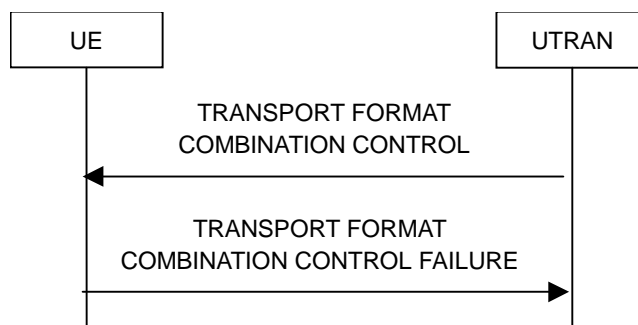 UE
UTRAN
TRANSPORT FORMAT
COMBINATION CONTROL
TRANSPORT FORMAT
COMBINATION CONTROL FAILURE